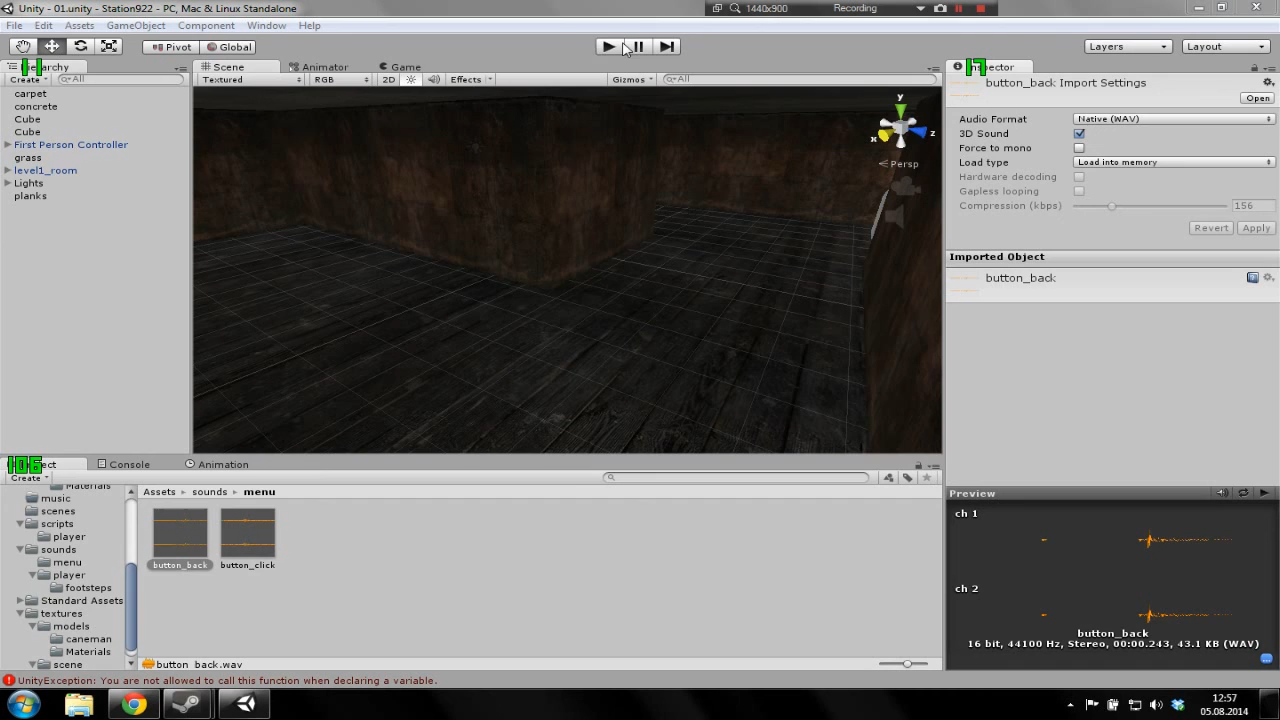 Unity - 01.unity - Station922 - PC, Mac & Linux Standalone
1440x900 Recording
File Edit Assets GameObject Component Window Help
Pivot Global Layers Layout
Hierarchy Scene Animator Game Inspector
Create All Textured RGB 2D Effects Gizmos All
carpet
concrete
Cube
Cube
First Person Controller
grass
level1_room
Lights
planks
y
x z
Persp
17
button_back Import Settings
Open
Audio Format Native (WAV)
3D Sound
Force to mono
Load type Load into memory
Hardware decoding
Gapless looping
Compression (kbps) 156
Revert Apply
Imported Object
button_back
106
Console Animation
Create
Materials
music
scenes
scripts
player
sounds
menu
player
footsteps
Standard Assets
textures
models
caneman
Materials
scene
Assets sounds menu
button_back button_click
button_back.wav
Preview
ch 1
ch 2
button_back
16 bit, 44100 Hz, Stereo, 00:00.243, 43.1 KB (WAV)
UnityException: You are not allowed to call this function when declaring a variable.
12:57
05.08.2014